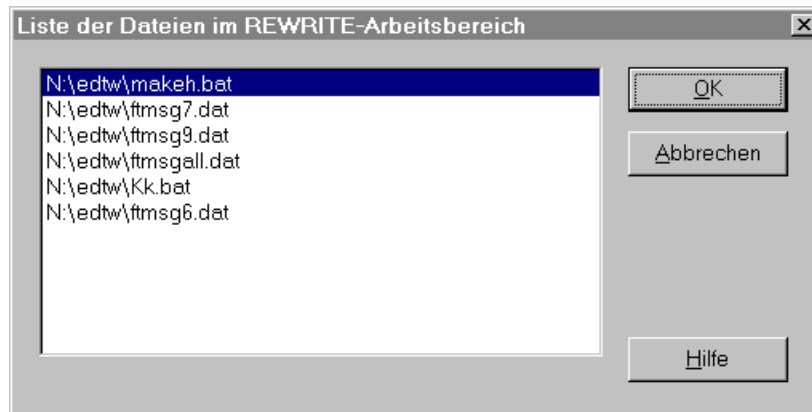 Liste der Dateien im REWRITE-Arbeitsbereich
N:\edtw\makeh.bat
N:\edtw\ftmsg7.dat
N:\edtw\ftmsg9.dat
N:\edtw\ftmsgall.dat
N:\edtw\Kk.bat
N:\edtw\ftmsg6.dat
OK
Abbrechen
Hilfe